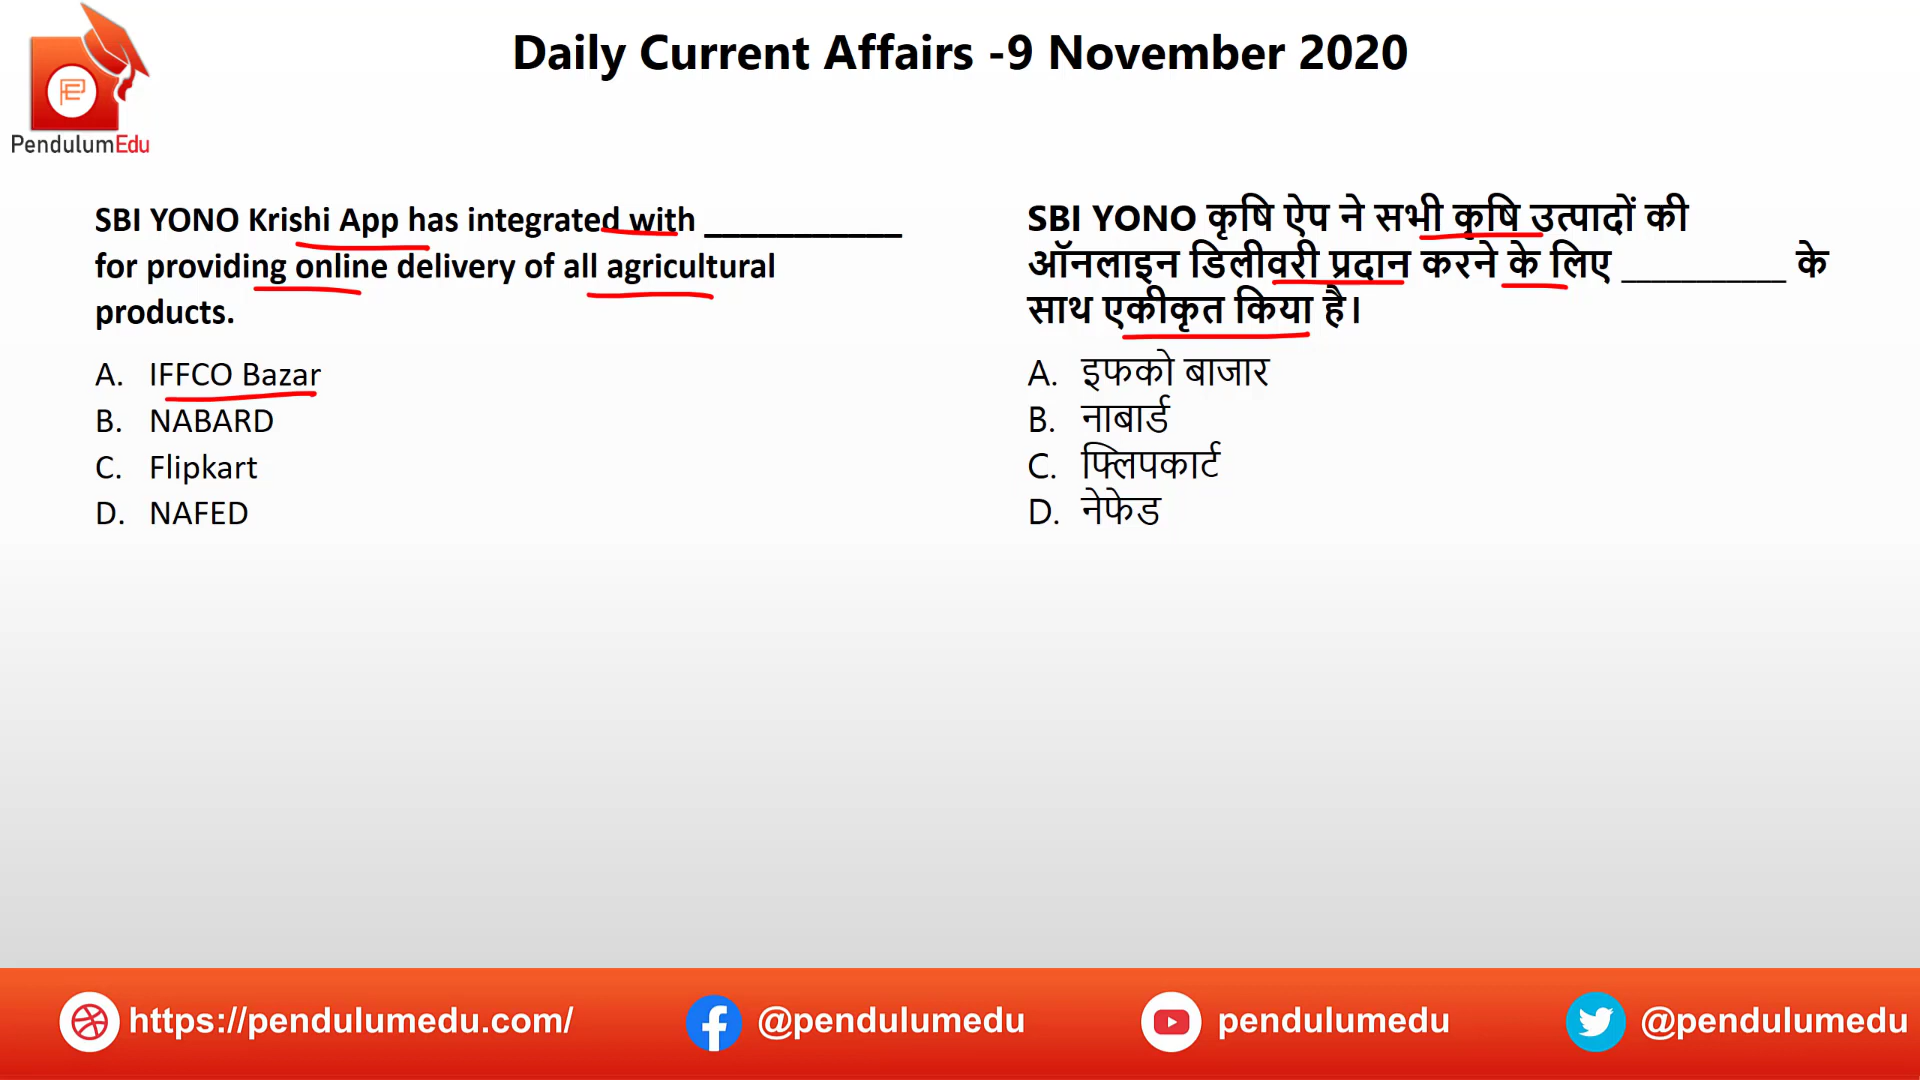 Daily Current Affairs -9 November 2020
PendulumEdu
SBI YONO Krishi App has integrated with ___________
for providing online delivery of all agricultural
products.
A. IFFCO Bazar
B. NABARD
C. Flipkart
D. NAFED
SBI YONO कृषि ऐप ने सभी कृषि उत्पादों की
ऑनलाइन डिलीवरी प्रदान करने के लिए __________ के
साथ एकीकृत किया है।
A. इफको बाजार
B. नाबार्ड
C. फ्लिपकार्ट
D. नेफेड
https://pendulumedu.com/ @pendulumedu pendulumedu @pendulumedu